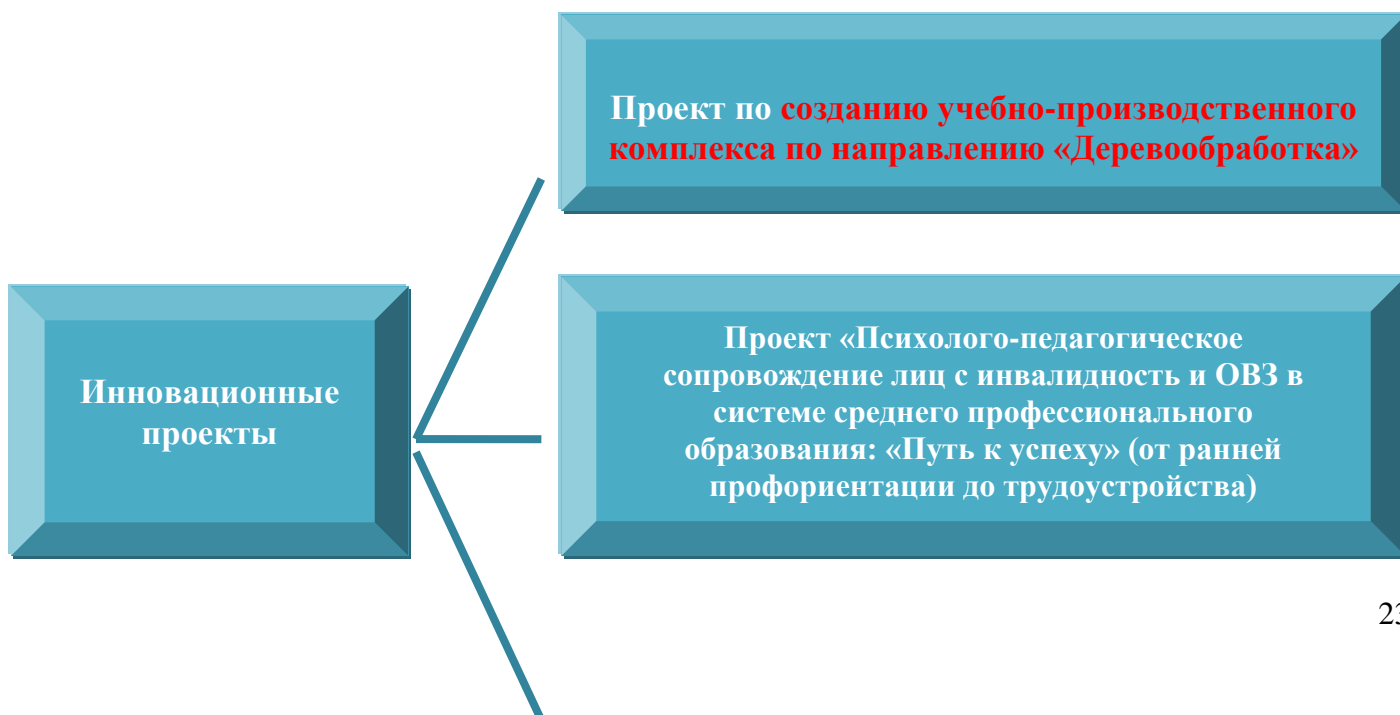 Проект по созданию учебно-производственного
комплекса по направлению «Деревообработка»
Инновационные
проекты
Проект «Психолого-педагогическое
сопровождение лиц с инвалидность и ОВЗ в
системе среднего профессионального
образования: «Путь к успеху» (от ранней
профориентации до трудоустройства)
23